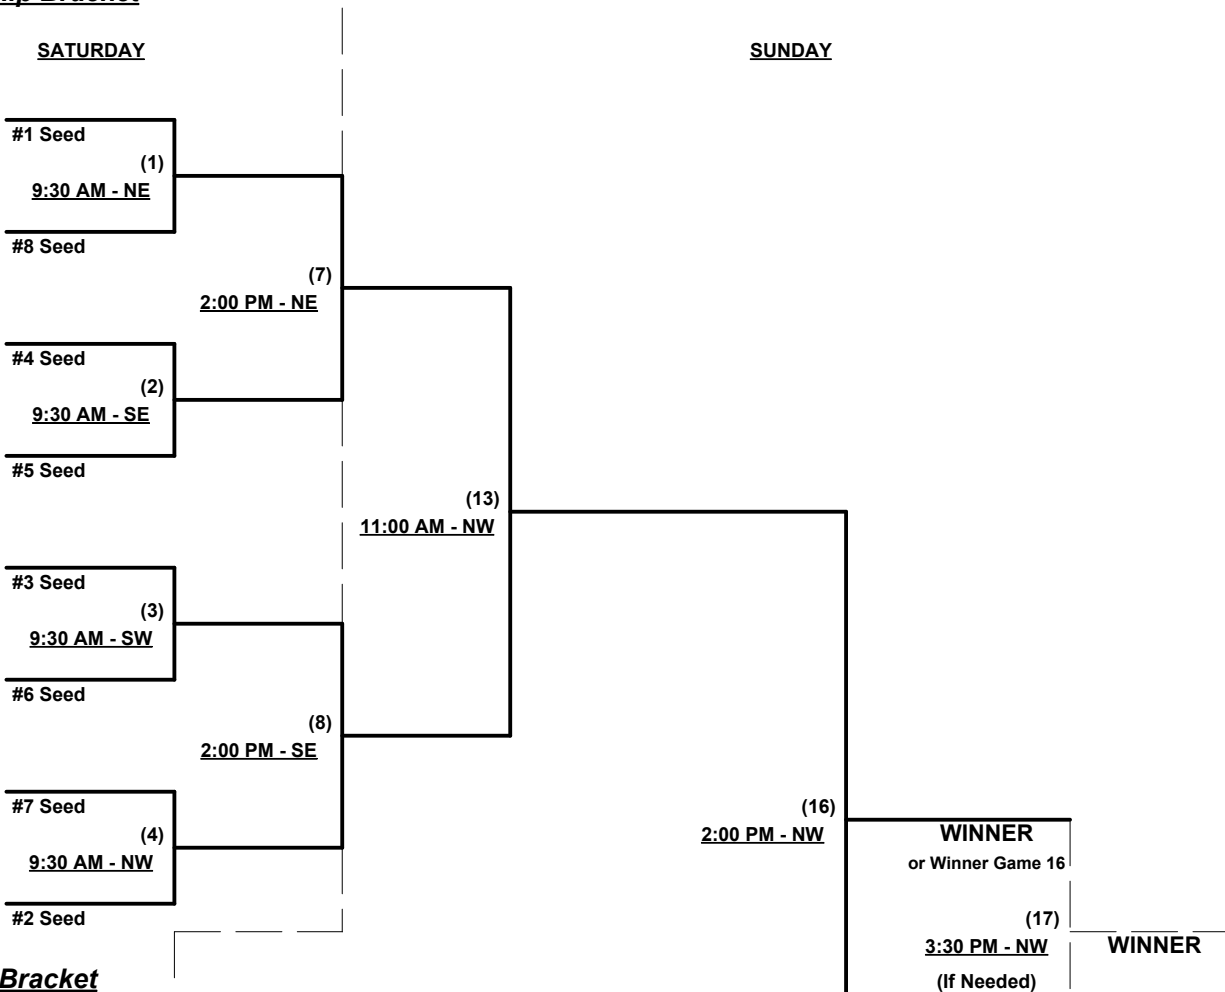 Bracket
SATURDAY
SUNDAY
#1 Seed
(1)
9:30 AM - NE
#8 Seed
(7)
2:00 PM - NE
#4 Seed
(2)
9:30 AM - SE
#5 Seed
(13)
11:00 AM - NW
#3 Seed
(3)
9:30 AM - SW
#6 Seed
(8)
2:00 PM - SE
#7 Seed
(4)
9:30 AM - NW
#2 Seed
(16)
2:00 PM - NW
WINNER
or Winner Game 16
(17)
3:30 PM - NW
(If Needed)
WINNER
Bracket